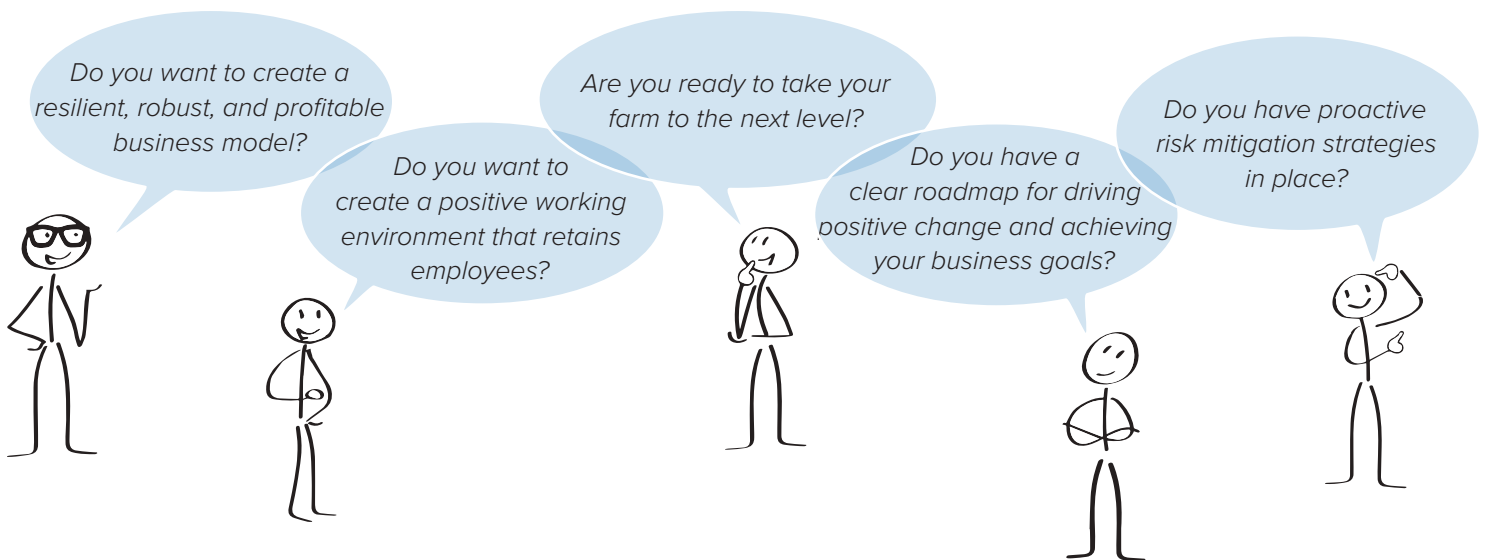 Do you want to create a
resilient, robust, and profitable
business model?
Do you want to
create a positive working
environment that retains
employees?
Are you ready to take your
farm to the next level?
Do you have a
clear roadmap for driving
positive change and achieving
your business goals?
Do you have proactive
risk mitigation strategies
in place?